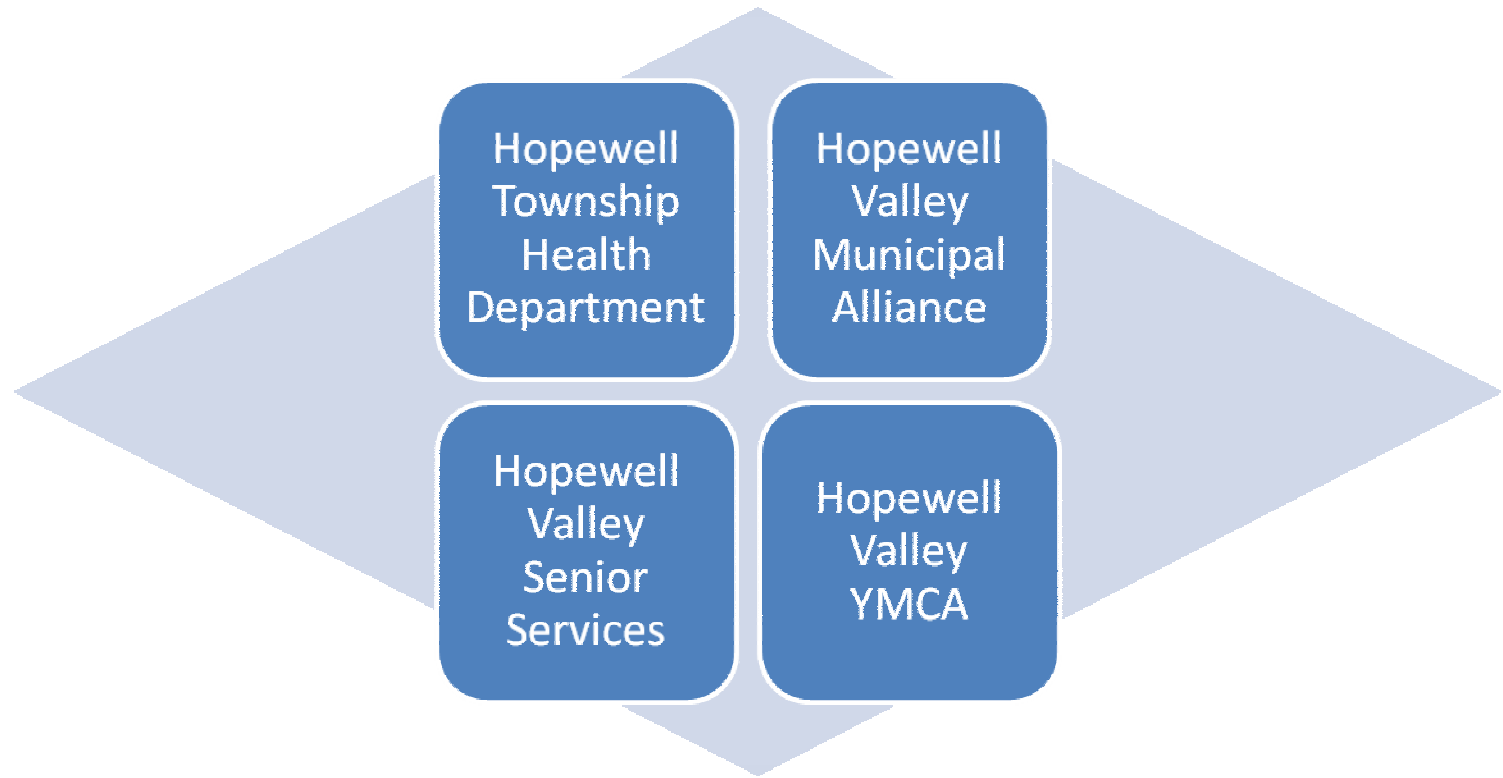 Hopewell
Township
Health
Department
Hopewell
Valley
Municipal
Alliance
Hopewell
Valley
Senior
Services
Hopewell
Valley
YMCA